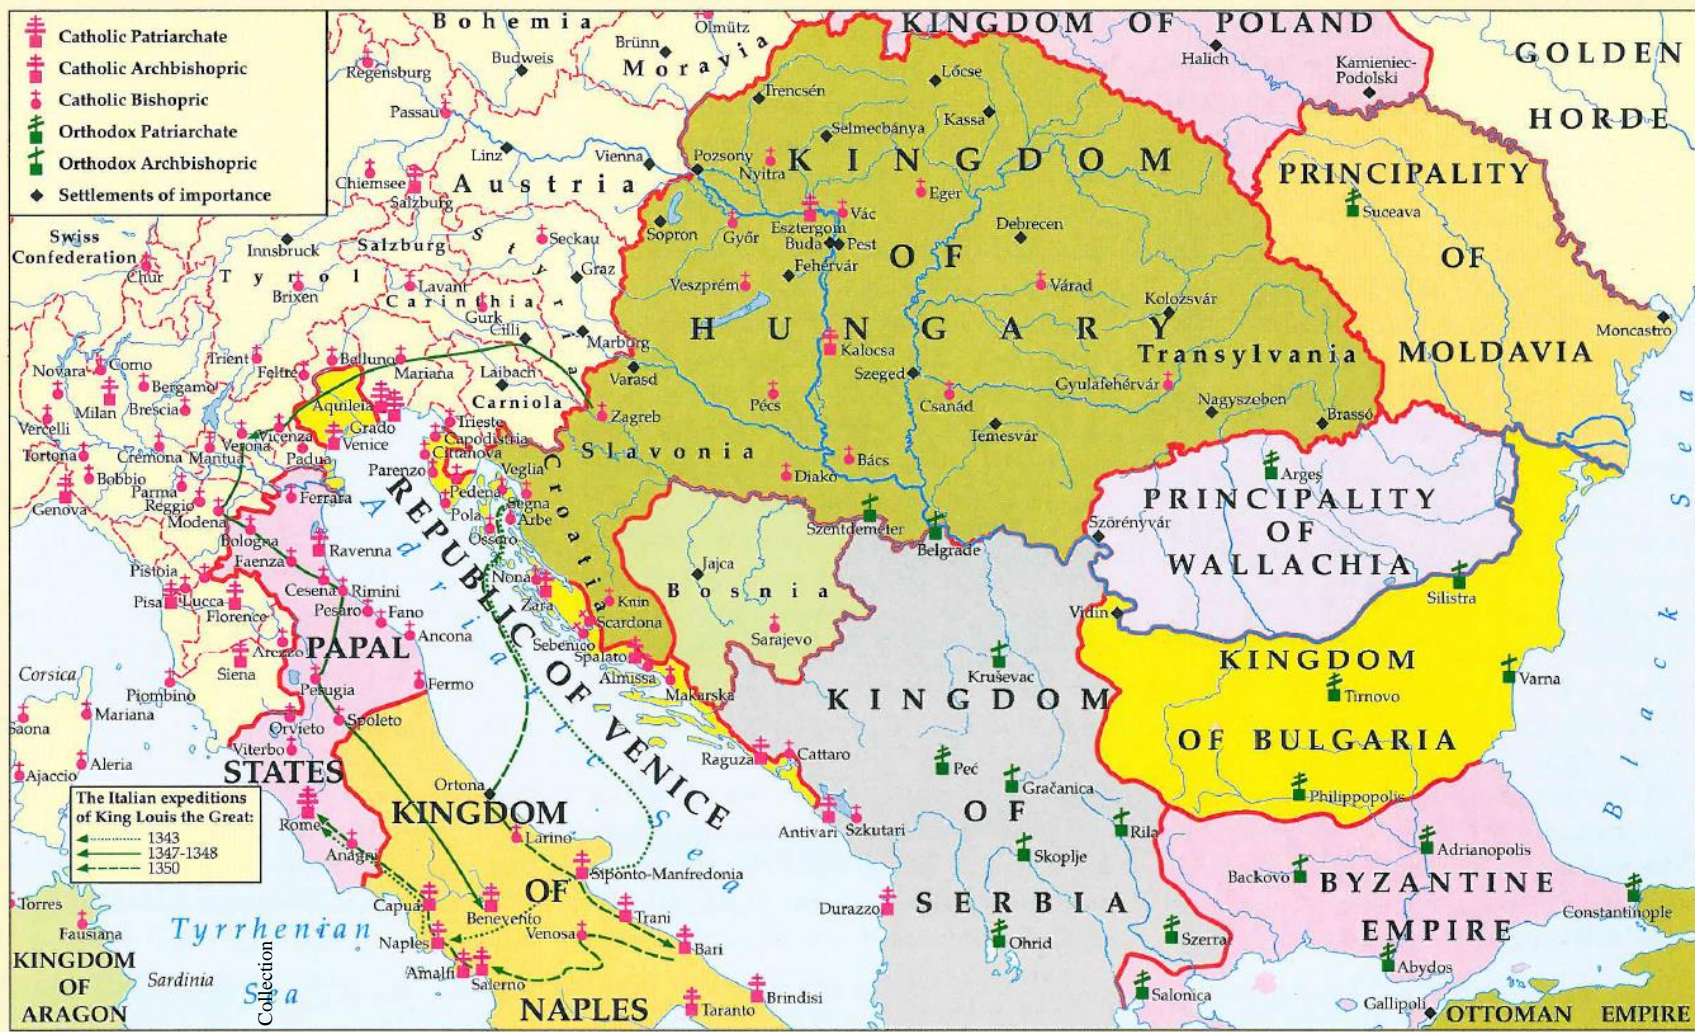 Catholic Patriarchate
Catholic Archbishopric
Catholic Bishopric
Orthodox Patriarchate
Orthodox Archbishopric
Settlements of importance
Bohemia
Olmütz
Brünn
Moravia
Budweis
Regensburg
Passau
KINGDOM OF POLAND
Halich
Kamieniec-
Podolski
GOLDEN
HORDE
Lőcse
Trencsén
Kassa
Selmecbánya
Linz
Vienna
Pozsony
Nyitra
KINGDOM
PRINCIPALITY
Chiemsee
Salzburg
Austria
Eger
Suceava
Esztergom
Vác
Swiss
Confederation
Innsbruck
Salzburg
Styria
Seckau
Sopron
Győr
Buda
Pest
Debrecen
OF
OF
Chur
Tyrol
Brixen
Lavant
Carinthia
Gurk
Graz
Fehérvár
Veszprém
Várad
Kolozsvár
Cilli
Marburg
HUNGARY
Moncastro
Kalocsa
Transylvania
MOLDAVIA
Novara
Como
Trient
Belluno
Feltre
Mariana
Laibach
Varasd
Szeged
Gyulafehérvár
Milan
Bergamo
Brescia
Carniola
Aquileia
Zagreb
Pécs
Csanád
Nagyszeben
Brassó
Vercelli
Grado
Trieste
Temesvár
Tortona
Cremona
Mantua
Verona
Vicenza
Padua
Venice
Capodistria
Cittanova
Slavonia
Bács
Bobbio
Parenzo
Veglia
Diakó
Arges
Genova
Parma
Reggio
Modena
Ferrara
Pedena
Pola
Segna
Arbe
Ossero
Croatia
Szentdemeter
Belgrade
Szörényvár
PRINCIPALITY
OF
WALLACHIA
Bologna
Ravenna
Adriatic
Sea
REPUBLIC OF VENICE
Faenza
Cesena
Rimini
Nona
Zara
Knin
Jajca
Bosnia
Silistra
Pistoia
Pisa
Lucca
Florence
Pesaro
Fano
Ancona
Scardona
Sebenico
Spalato
Sarajevo
Vidin
PAPAL
Arezzo
Siena
Almissa
Makarska
Kruševac
KINGDOM
Tirnovo
Varna
OF BULGARIA
Corsica
Piombino
Perugia
Fermo
KINGDOM
Mariana
Orvieto
Spoleto
Viterbo
STATES
Raguza
Cattaro
Peć
Gračanica
OF
Philippopolis
Black Sea
Aleria
Ajaccio
Ortona
KINGDOM
Antivari
Szkutari
Rila
The Italian expeditions
of King Louis the Great:
1343
1347-1348
1350
Rome
Anagni
Larino
Skoplje
Adrianopolis
Siponto-Manfredonia
Backovo
BYZANTINE
EMPIRE
Torres
Capua
Benevento
OF
Trani
Durazzo
SERBIA
Constantinople
Fausiana
Tyrrhenian
Sea
Naples
Venosa
Bari
Ohrid
Szerra
KINGDOM
OF
ARAGON
Sardinia
Collection
Amalfi
Salerno
NAPLES
Taranto
Brindisi
Salonica
Abydos
Gallipoli
OTTOMAN EMPIRE